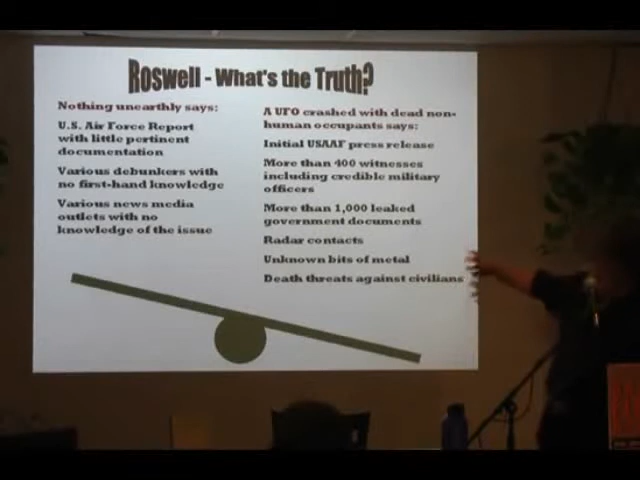 Roswell - What's the Truth?
Nothing unearthly says:
U.S. Air Force Report
with little pertinent
documentation
Various debunkers with
no first-hand knowledge
Various news media
outlets with no
knowledge of the issue
A UFO crashed with dead non-
human occupants says:
Initial USAAF press release
More than 400 witnesses
including credible military
officers
More than 1,000 leaked
government documents
Radar contacts
Unknown bits of metal
Death threats against civilians